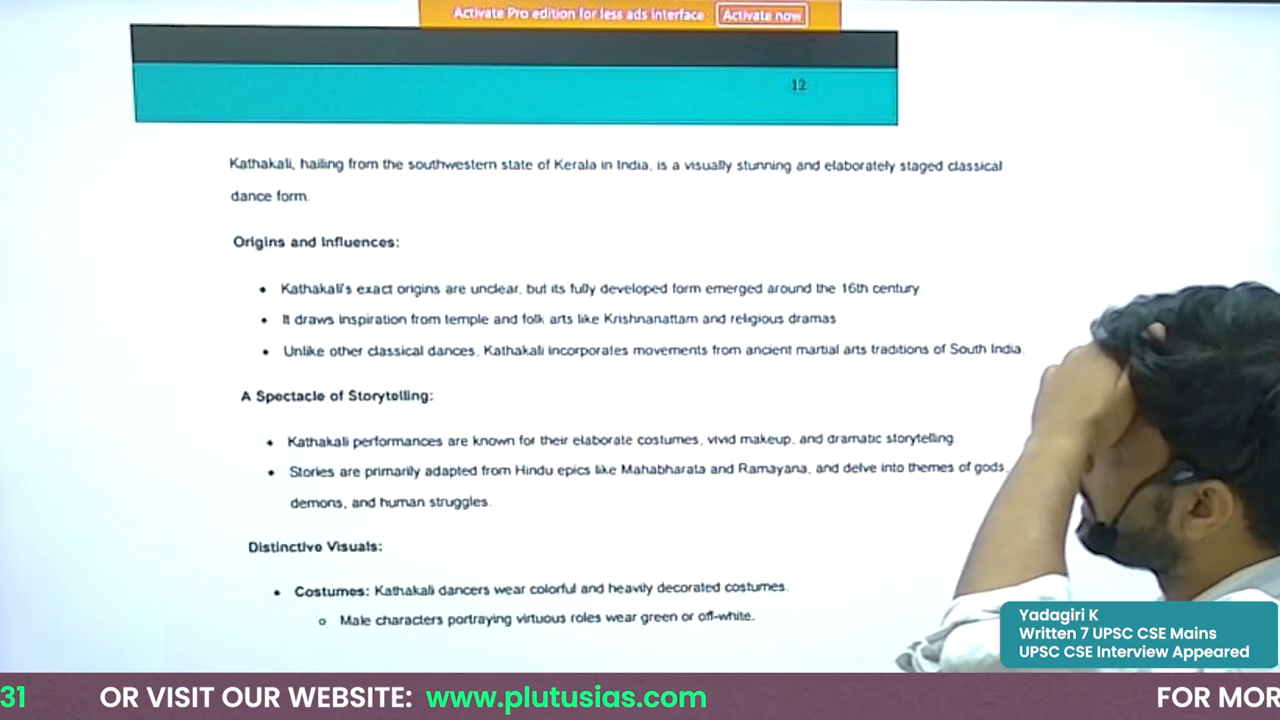 Activate Pro edition for less ads interface Activate now
12
Kathakali, hailing from the southwestern state of Kerala in India, is a visually stunning and elaborately staged classical
dance form.
Origins and Influences:
• Kathakali's exact origins are unclear, but its fully developed form emerged around the 16th century
• It draws inspiration from temple and folk arts like Krishnanattam and religious dramas
• Unlike other classical dances, Kathakali incorporates movements from ancient martial arts traditions of South India.
A Spectacle of Storytelling:
• Kathakali performances are known for their elaborate costumes, vivid makeup, and dramatic storytelling.
• Stories are primarily adapted from Hindu epics like Mahabharata and Ramayana, and delve into themes of gods,
demons, and human struggles.
Distinctive Visuals:
• Costumes: Kathakali dancers wear colorful and heavily decorated costumes.
o Male characters portraying virtuous roles wear green or off-white.
Yadagiri K
Written 7 UPSC CSE Mains
UPSC CSE Interview Appeared
31 OR VISIT OUR WEBSITE: www.plutusias.com FOR MOR